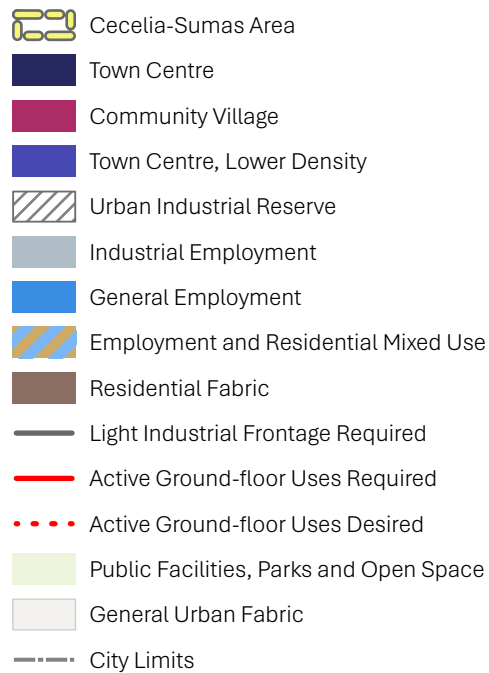 Cecelia-Sumas Area
Town Centre
Community Village
Town Centre, Lower Density
Urban Industrial Reserve
Industrial Employment
General Employment
Employment and Residential Mixed Use
Residential Fabric
Light Industrial Frontage Required
Active Ground-floor Uses Required
Active Ground-floor Uses Desired
Public Facilities, Parks and Open Space
General Urban Fabric
City Limits